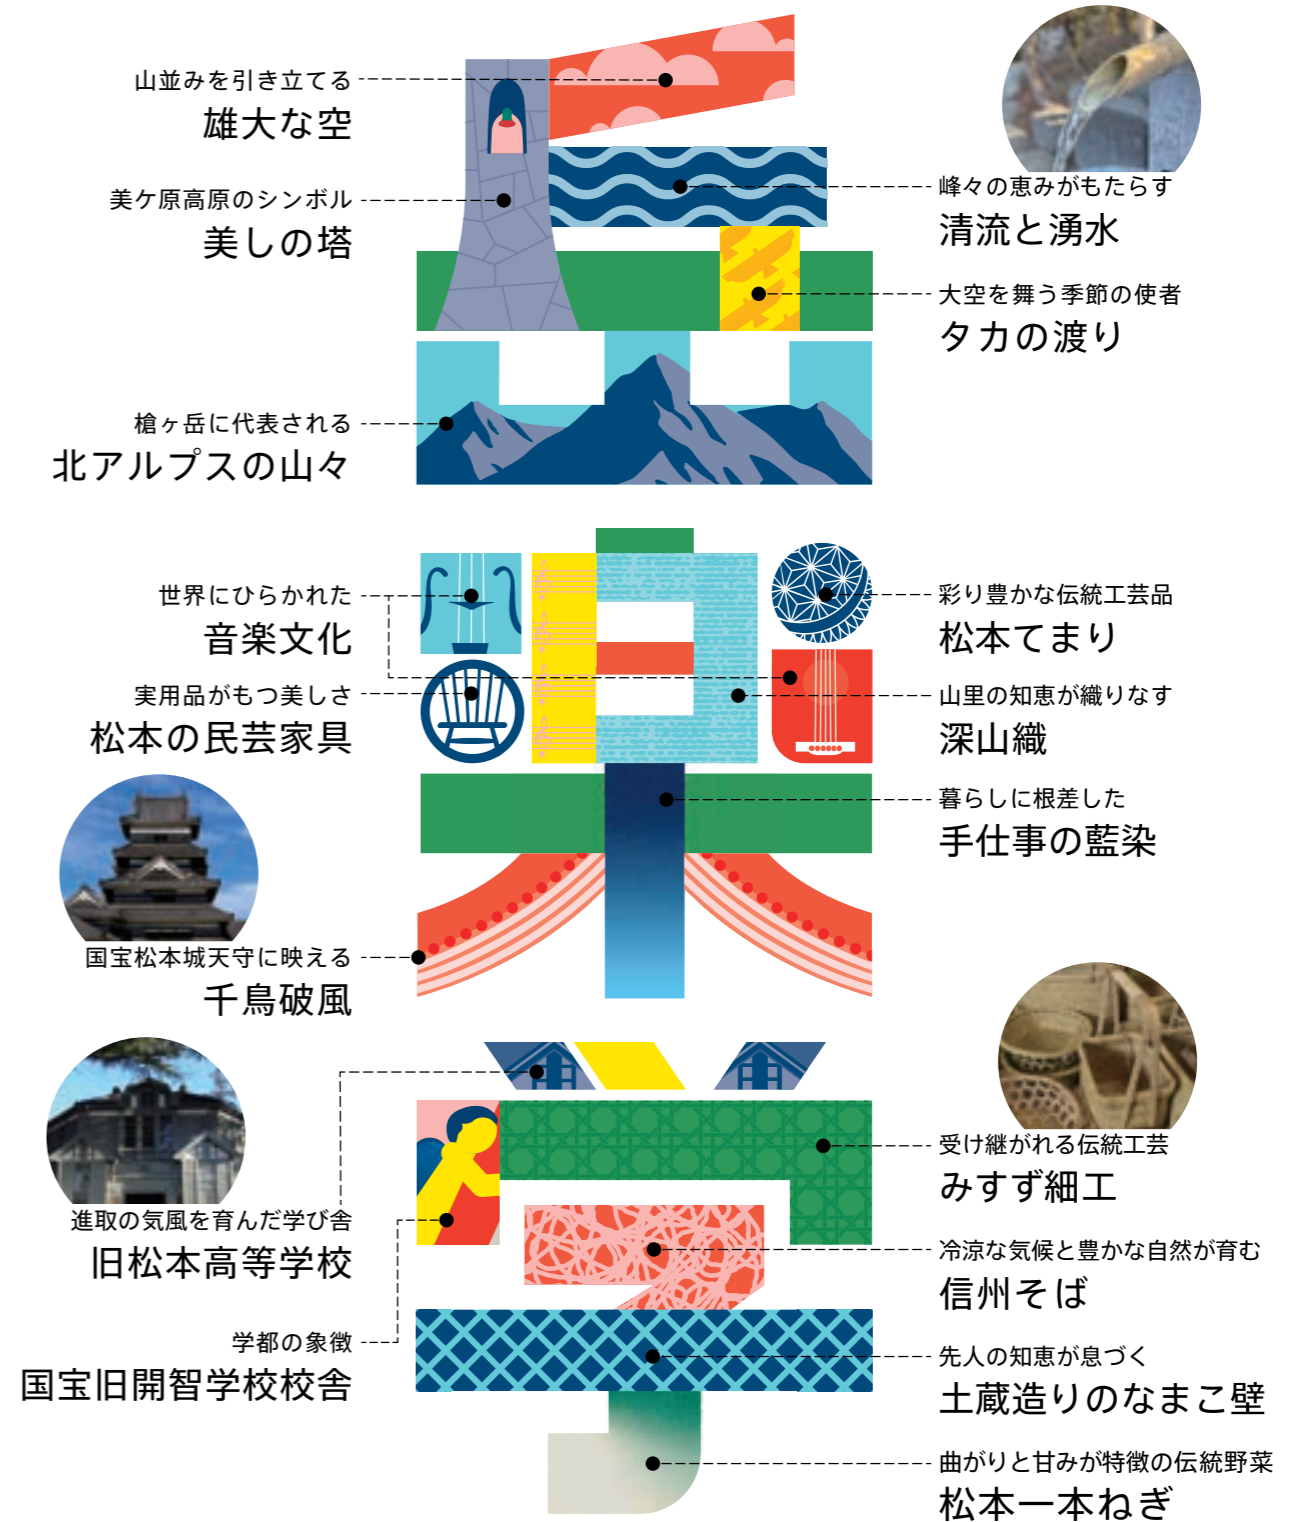 岳
山並みを引き立てる
雄大な空
美ケ原高原のシンボル
美しの塔
槍ヶ岳に代表される
北アルプスの山々
峰々の恵みがもたらす
清流と湧水
大空を舞う季節の使者
タカの渡り
楽
世界にひらかれた
音楽文化
実用品がもつ美しさ
松本の民芸家具
国宝松本城天守に映える
千鳥破風
彩り豊かな伝統工芸品
松本てまり
山里の知恵が織りなす
深山織
暮らしに根差した
手仕事の藍染
学
進取の気風を育んだ学び舎
旧松本高等学校
学都の象徴
国宝旧開智学校校舎
受け継がれる伝統工芸
みすず細工
冷涼な気候と豊かな自然が育む
信州そば
先人の知恵が息づく
土蔵造りのなまこ壁
曲がりと甘みが特徴の伝統野菜
松本一本ねぎ